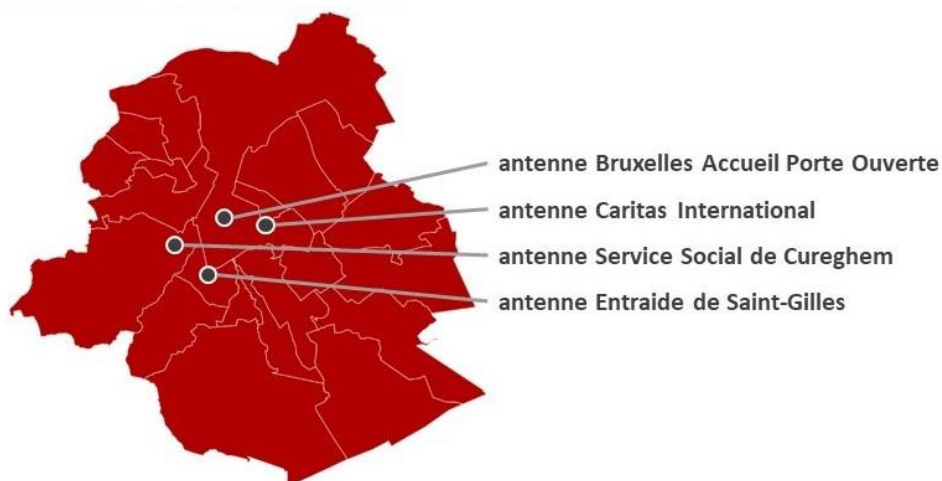 antenne Bruxelles Accueil Porte Ouverte
antenne Caritas International
antenne Service Social de Cureghem
antenne Entraide de Saint-Gilles